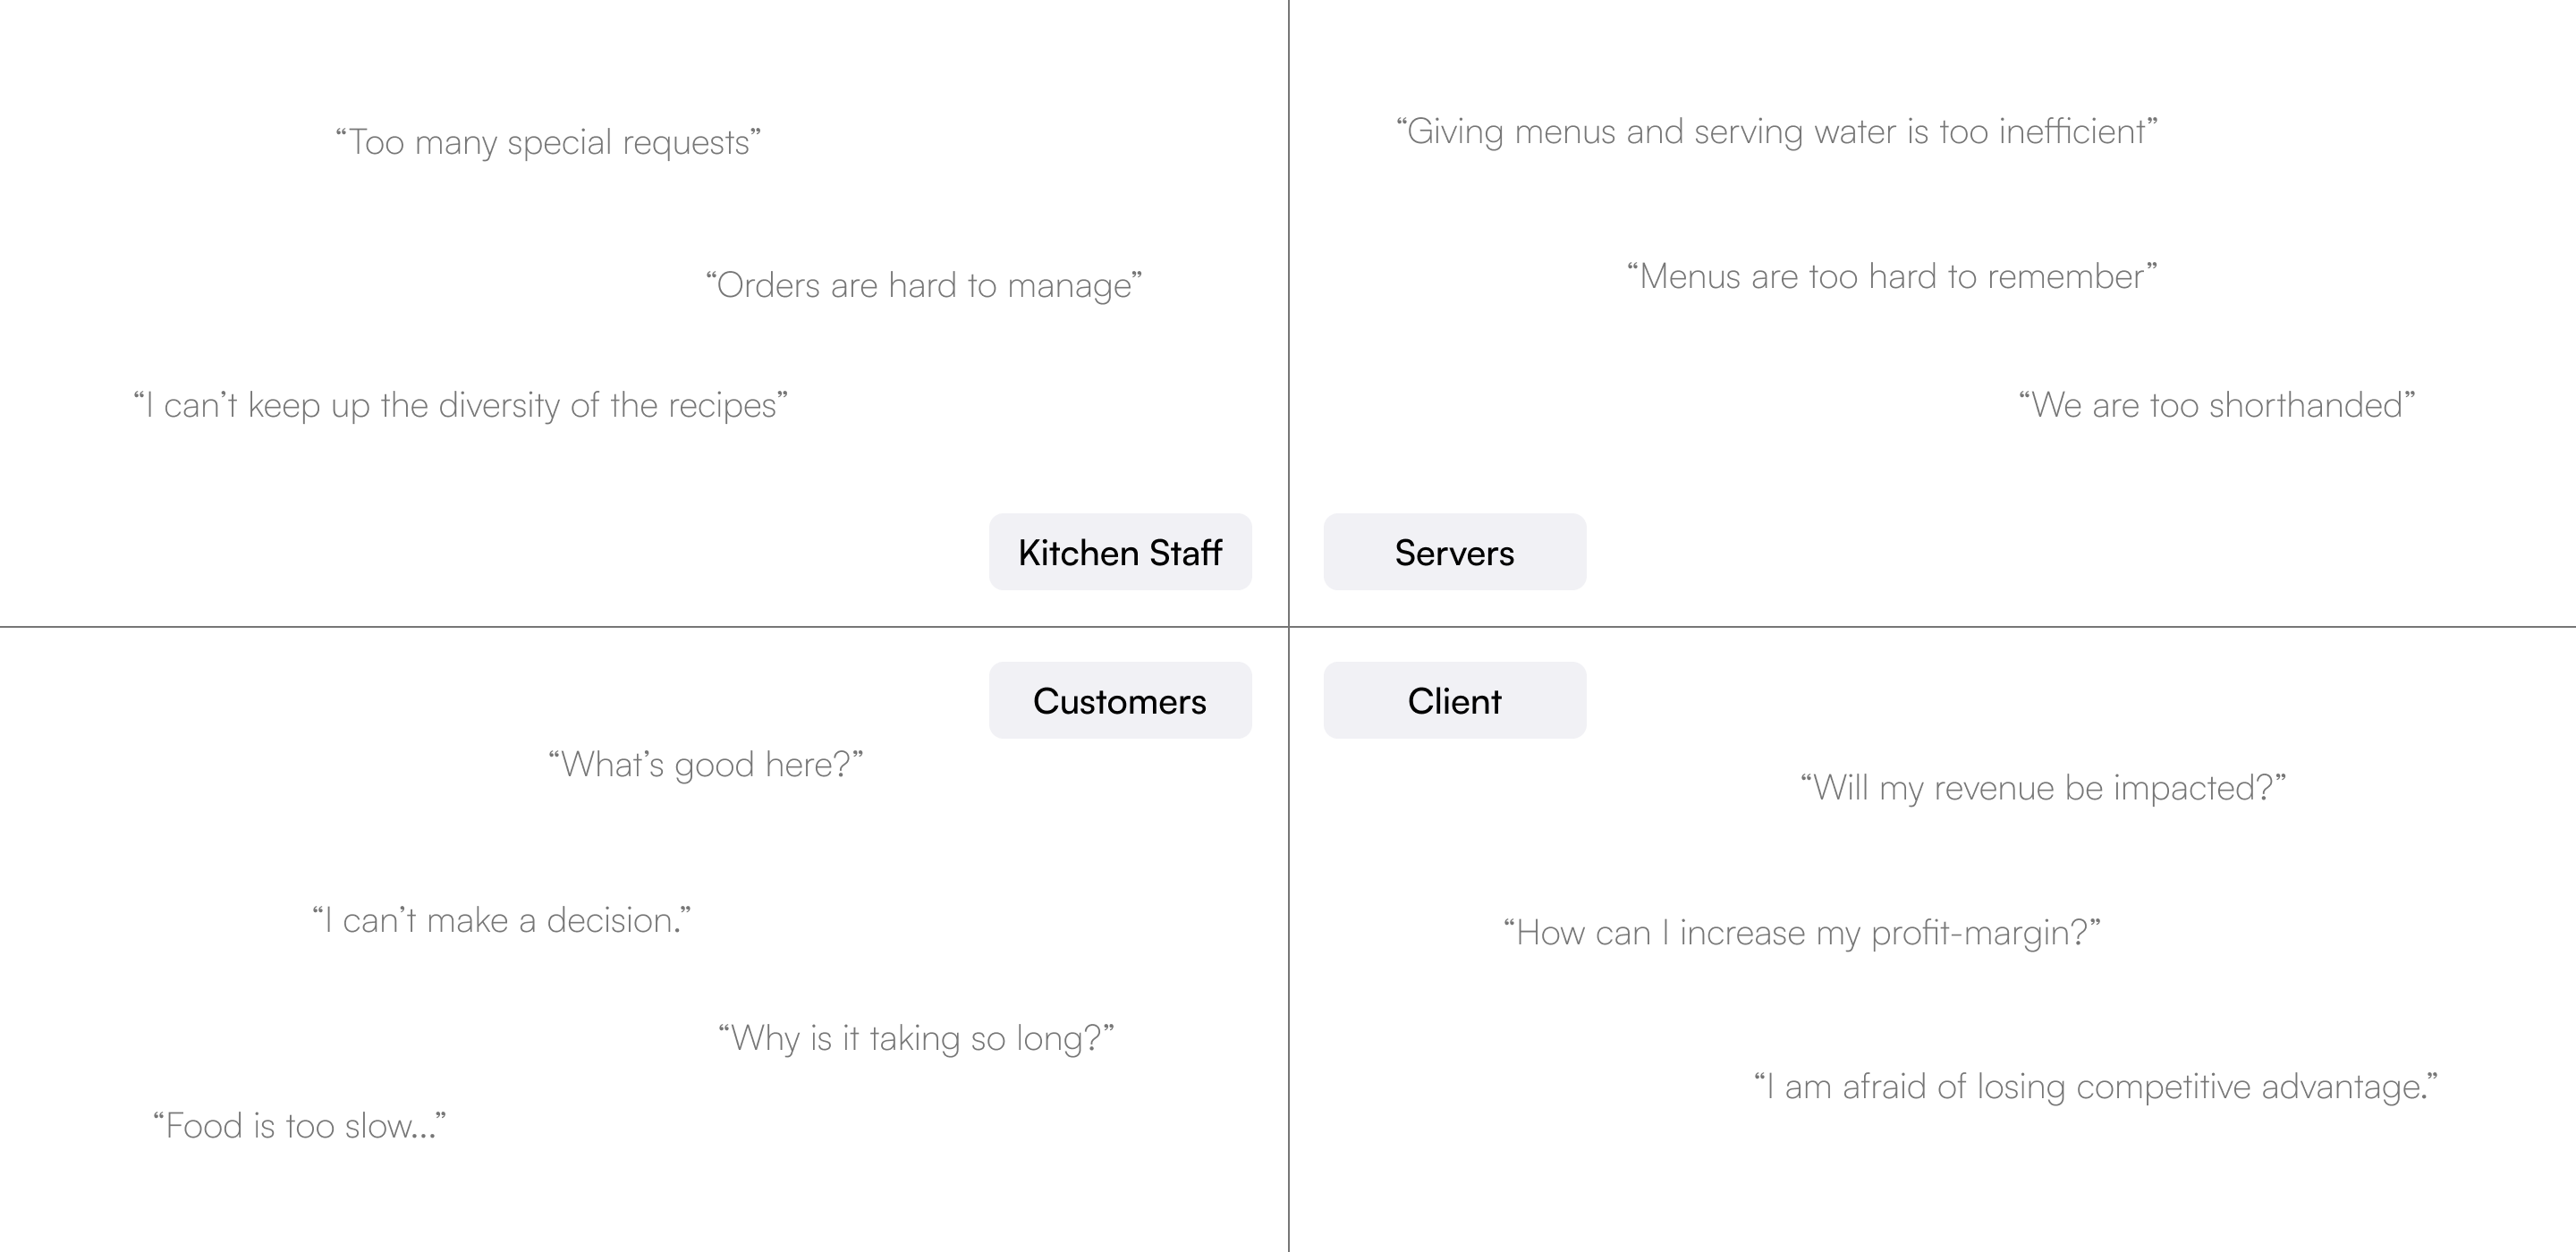 “Too many special requests”
“Orders are hard to manage”
“I can’t keep up the diversity of the recipes”
Kitchen Staff
“Giving menus and serving water is too inefficient”
“Menus are too hard to remember”
“We are too shorthanded”
Servers
Customers
“What’s good here?”
“I can’t make a decision.”
“Why is it taking so long?”
“Food is too slow...”
Client
“Will my revenue be impacted?”
“How can I increase my profit-margin?”
“I am afraid of losing competitive advantage.”